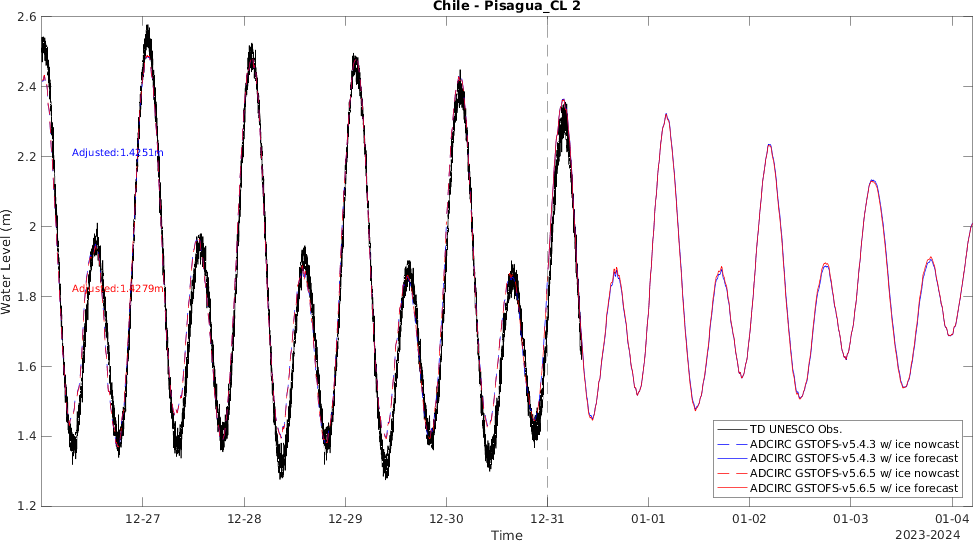 Chile - Pisagua_CL 2
2.6
2.4
2.2
2
1.8
1.6
1.4
1.2
Water Level (m)
Adjusted:1.4251m
Adjusted:1.4279m
TD UNESCO Obs.
ADCIRC GSTOFS-v5.4.3 w/ ice nowcast
ADCIRC GSTOFS-v5.4.3 w/ ice forecast
ADCIRC GSTOFS-v5.6.5 w/ ice nowcast
ADCIRC GSTOFS-v5.6.5 w/ ice forecast
12-27 12-28 12-29 12-30 12-31 01-01 01-02 01-03 01-04
Time
2023-2024